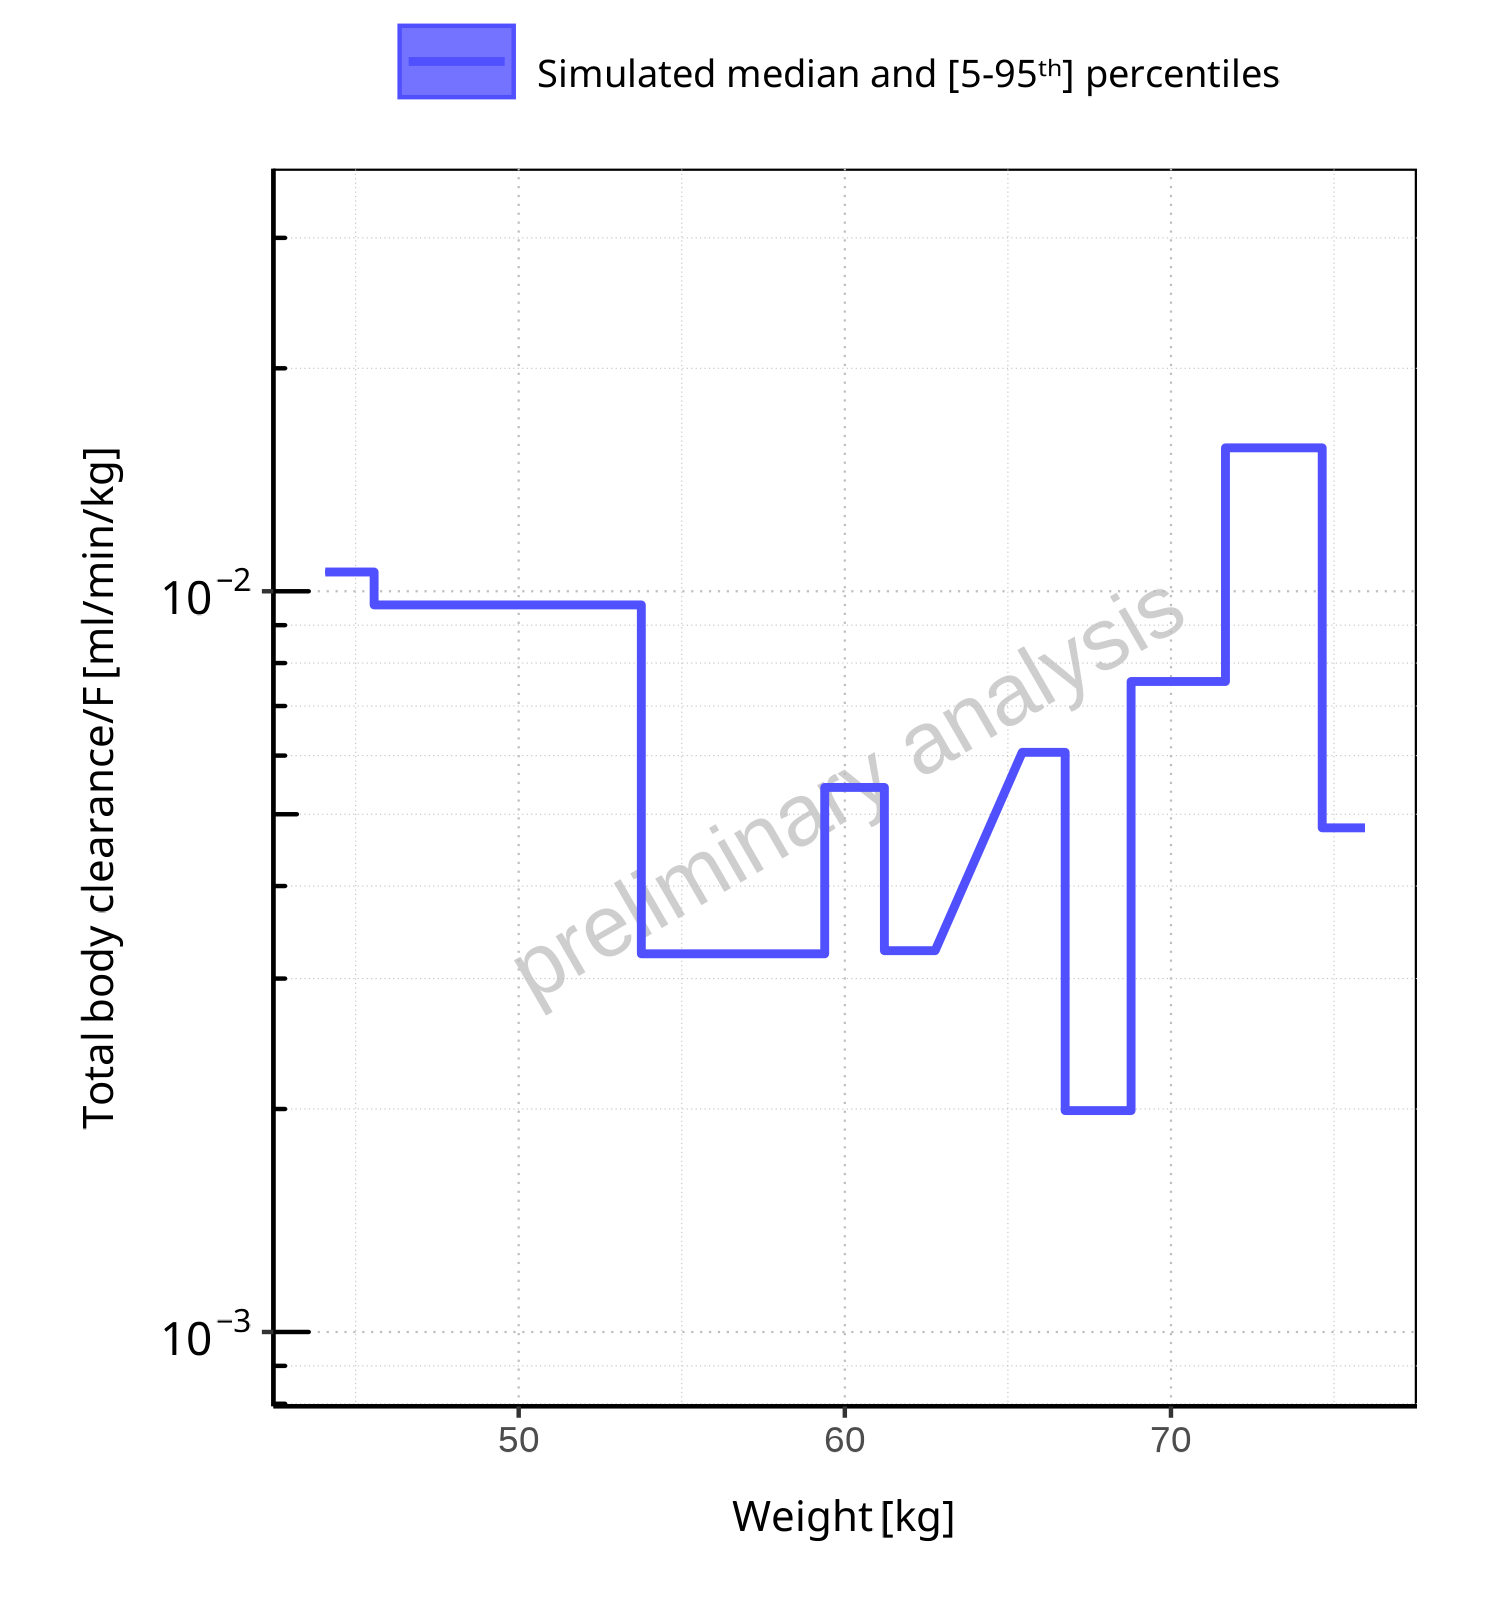 Simulated median and [5-95ᵗʰ] percentiles
Total body clearance/F [ml/min/kg]
10⁻²
10⁻³
preliminary analysis
50 60 70
Weight [kg]